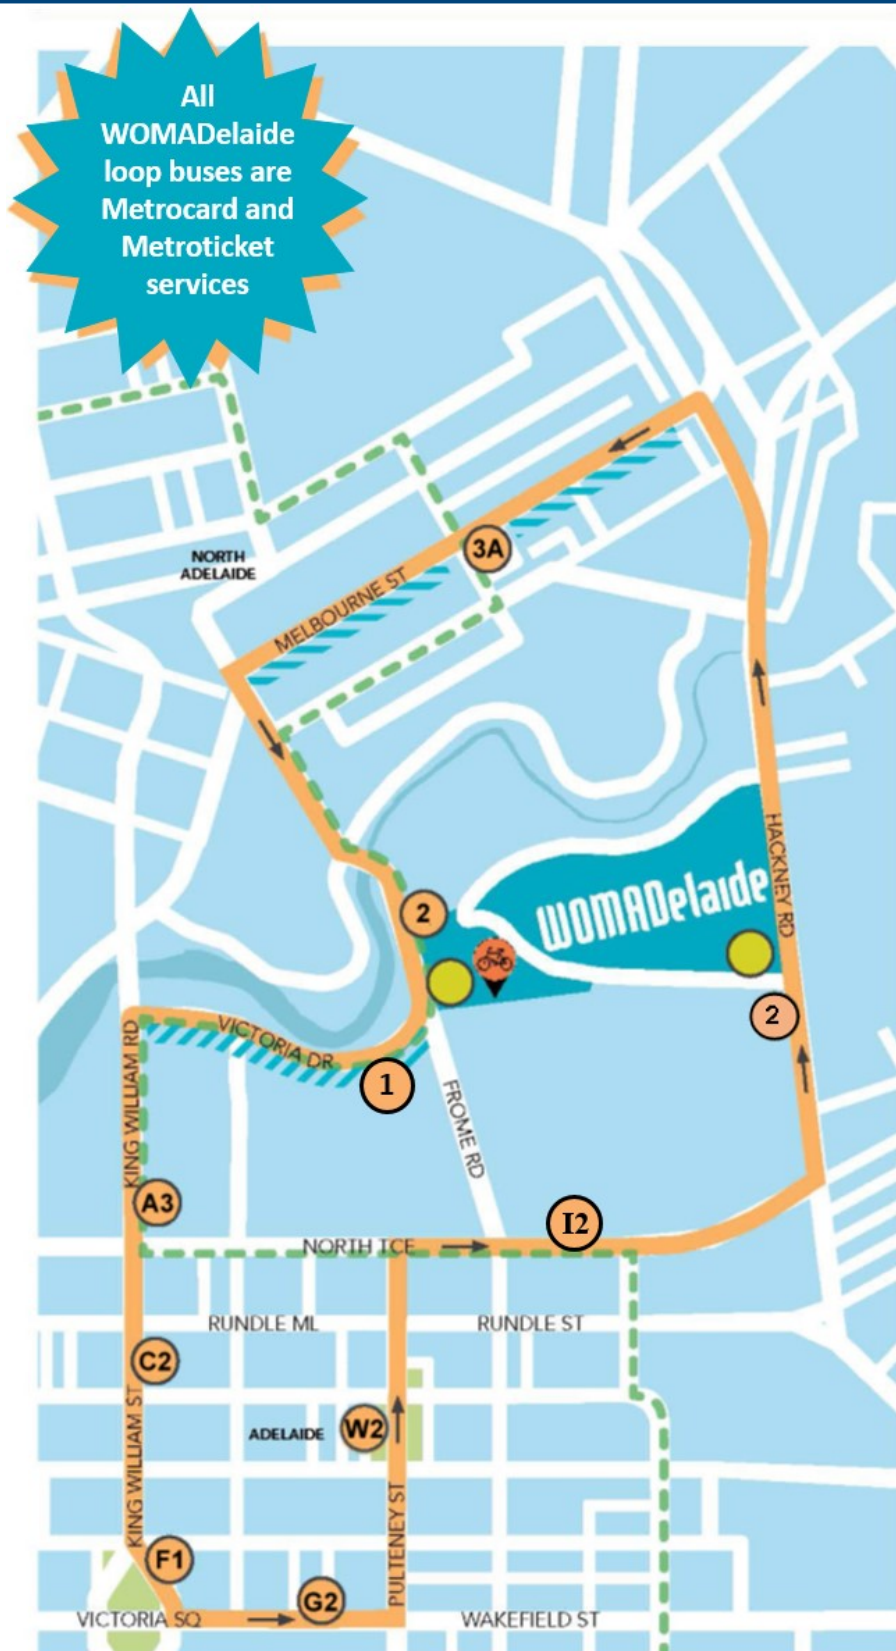 All
WOMADelaide
loop buses are
Metrocard and
Metroticket
services
3A
NORTH
ADELAIDE
MELBOURNE ST
HACKNEY RD
WOMADelaide
2
2
VICTORIA DR
KING WILLIAM RD
1
FROME RD
A3
I2
NORTH TCE
RUNDLE ML
RUNDLE ST
C2
KING WILLIAM ST
ADELAIDE
W2
PULTENEY ST
F1
G2
VICTORIA SQ
WAKEFIELD ST